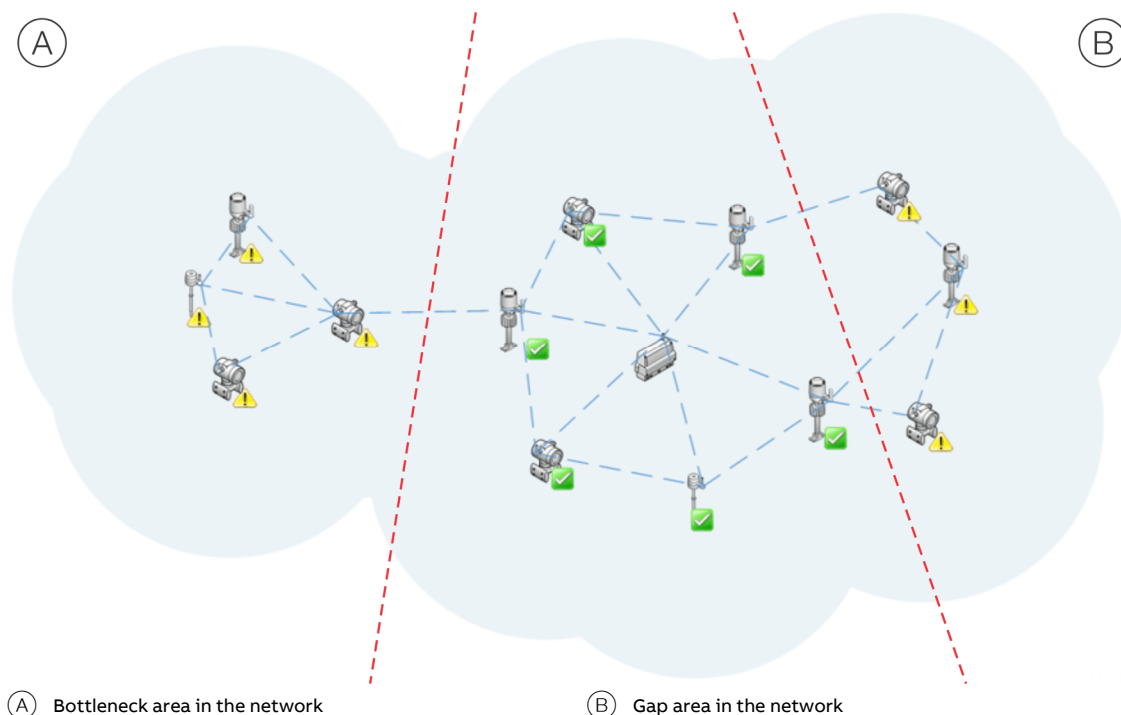 A
B
A Bottleneck area in the network
B Gap area in the network